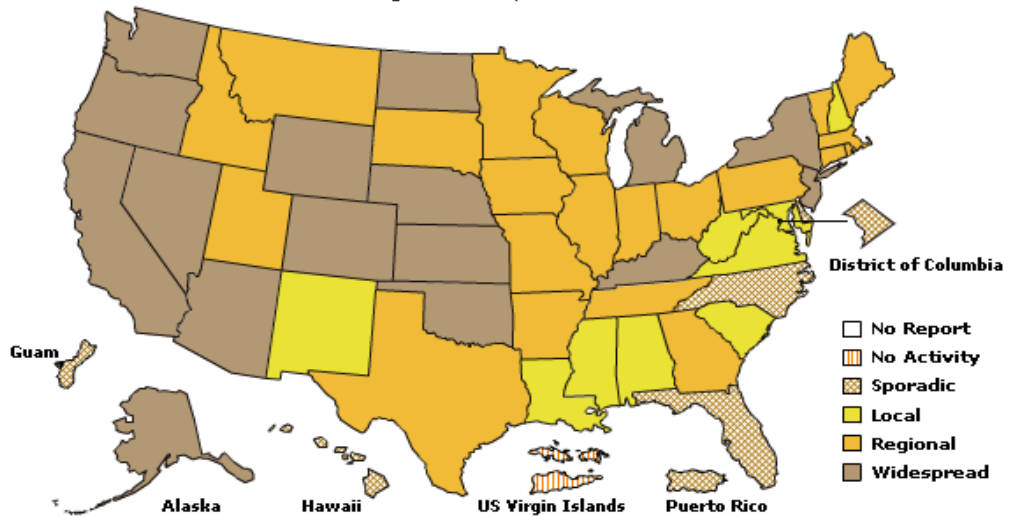 District of Columbia
No Report
Guam
No Activity
Sporadic
Local
Regional
Widespread
Alaska
Hawaii
US Virgin Islands
Puerto Rico